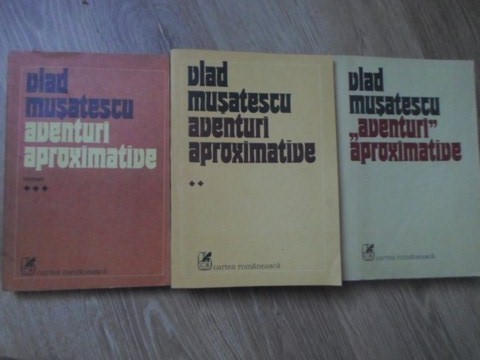 vlad
mușatescu
aventuri
aproximative
★★★
cartea românească
vlad
mușatescu
aventuri
aproximative
★★
cartea românească
vlad
mușatescu
„aventuri”
aproximative
cartea românească